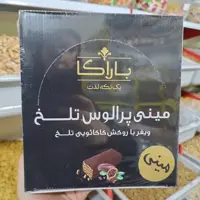 باراکا
یک تکه لذت
مینی پرالوس تلخ
ویفر با روکش کاکائویی تلخ
مینی